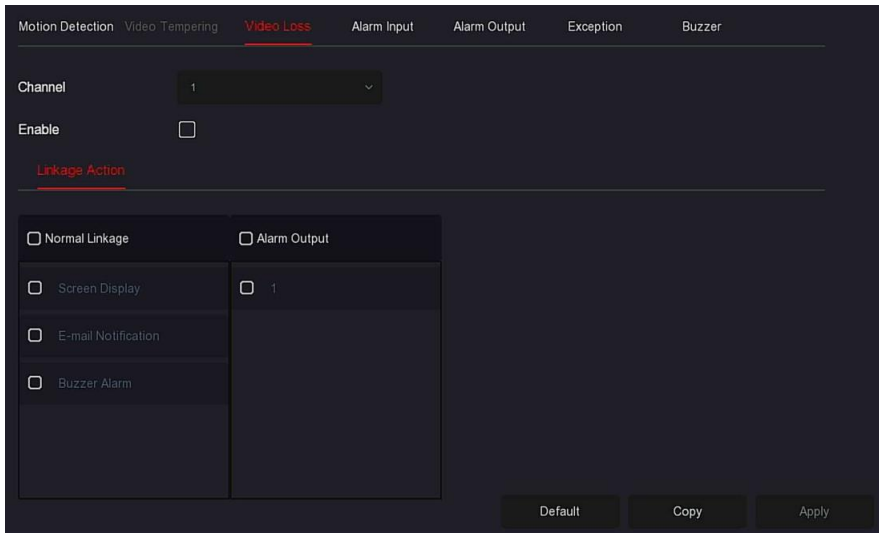 Motion Detection Video Tempering Video Loss Alarm Input Alarm Output Exception Buzzer
Channel 1
Enable
Linkage Action
Normal Linkage Alarm Output
Screen Display 1
E-mail Notification
Buzzer Alarm
Default Copy Apply